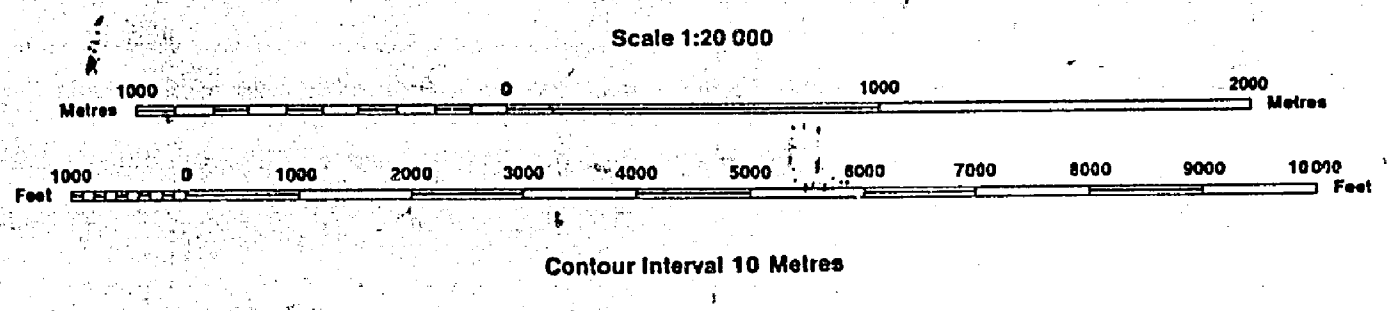 Scale 1:20 000
1000 0 1000 2000
Metres Metres
1000 0 1000 2000 3000 4000 5000 6000 7000 8000 9000 10000
Feet Feet
Contour Interval 10 Metres